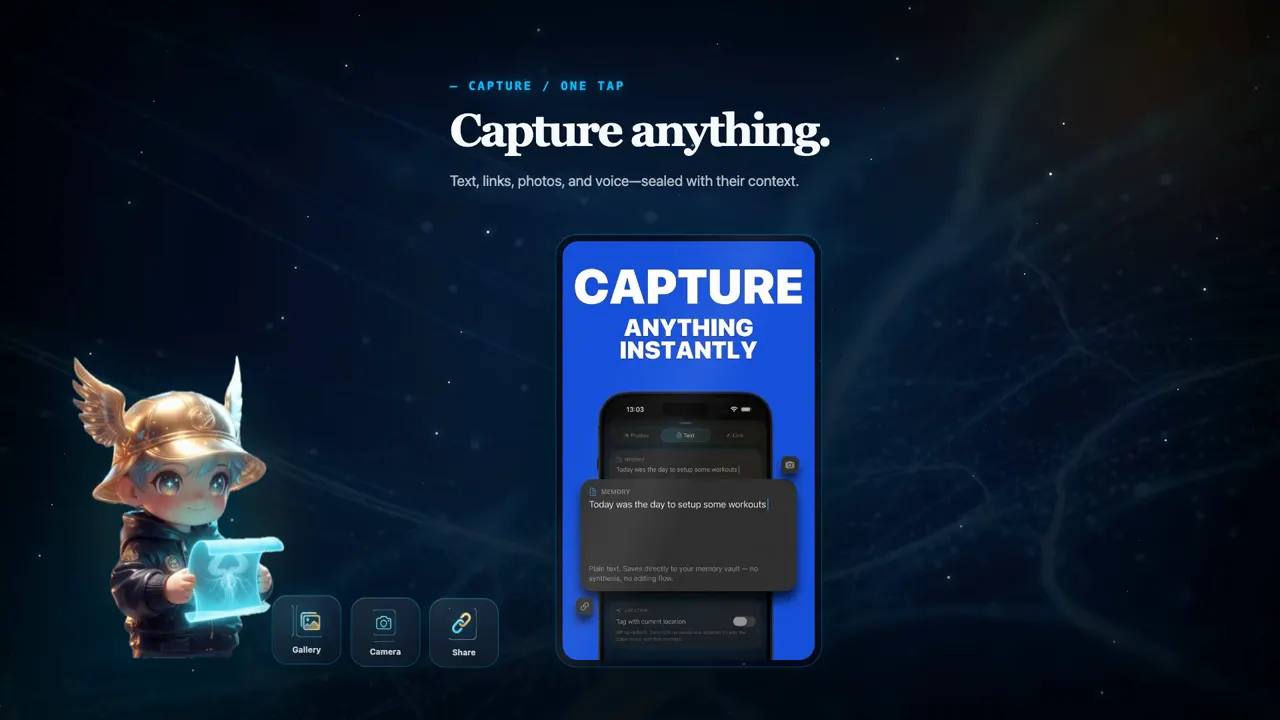 — CAPTURE / ONE TAP
Capture anything.
Text, links, photos, and voice—sealed with their context.
CAPTURE
ANYTHING
INSTANTLY
13:03
Photos
Text
Link
MEMORY
Today was the day to setup some workouts
MEMORY
Today was the day to setup some workouts
Plain text. Saves directly to your memory vault — no
synthesis, no editing flow.
LOCATION
Tag with current location
Gallery
Camera
Share